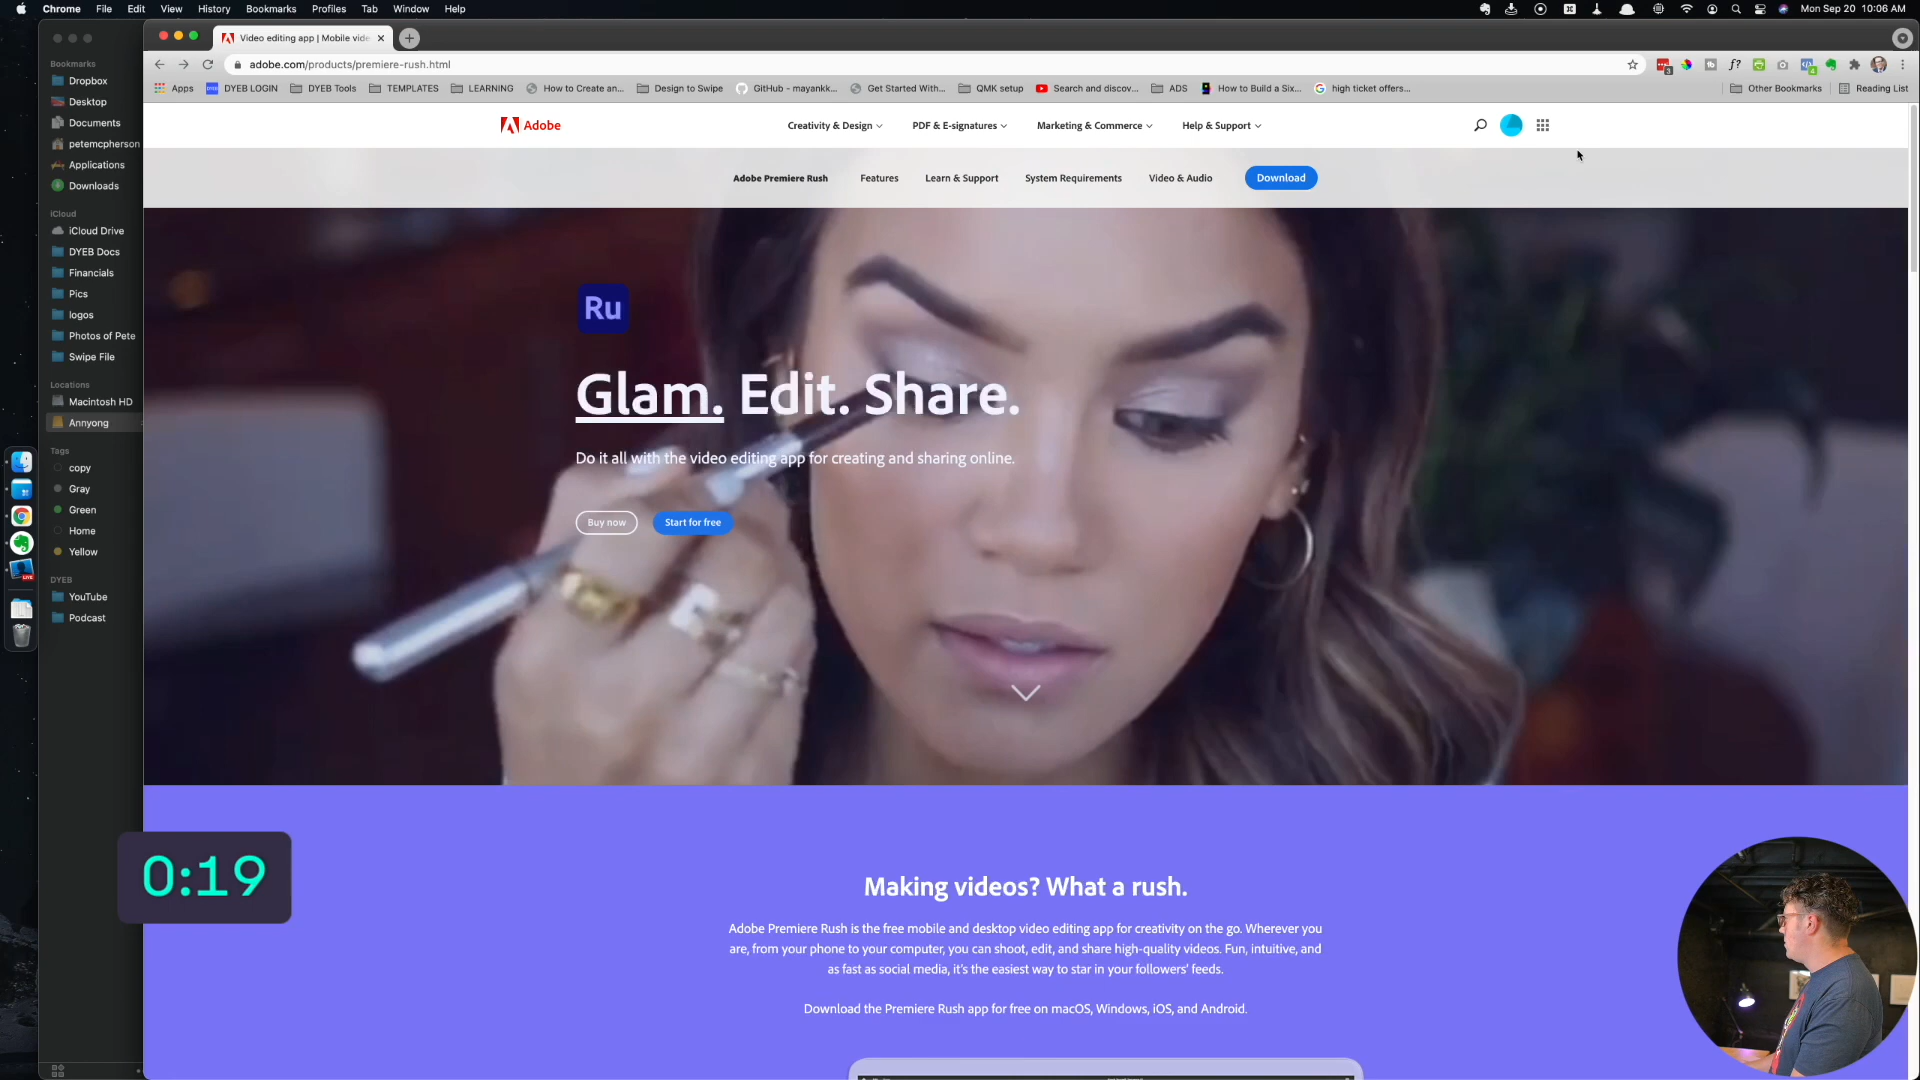 Chrome File Edit View History Bookmarks Profiles Tab Window Help
Mon Sep 20 10:06 AM
Video editing app | Mobile vide
adobe.com/products/premiere-rush.html
Apps DYEB LOGIN DYEB Tools TEMPLATES LEARNING How to Create an... Design to Swipe GitHub - mayankk... Get Started With... QMK setup Search and discov... ADS How to Build a Six... high ticket offers... Other Bookmarks Reading List
Bookmarks
Dropbox
Desktop
Documents
petemcpherson
Applications
Downloads
iCloud
iCloud Drive
DYEB Docs
Financials
Pics
logos
Photos of Pete
Swipe File
Locations
Macintosh HD
Annyong
Tags
copy
Gray
Green
Home
Yellow
DYEB
YouTube
Podcast
Adobe
Creativity & Design PDF & E-signatures Marketing & Commerce Help & Support
Adobe Premiere Rush Features Learn & Support System Requirements Video & Audio Download
Ru
Glam. Edit. Share.
Do it all with the video editing app for creating and sharing online.
Buy now Start for free
0:19
Making videos? What a rush.
Adobe Premiere Rush is the free mobile and desktop video editing app for creativity on the go. Wherever you
are, from your phone to your computer, you can shoot, edit, and share high-quality videos. Fun, intuitive, and
as fast as social media, it's the easiest way to star in your followers' feeds.
Download the Premiere Rush app for free on macOS, Windows, iOS, and Android.